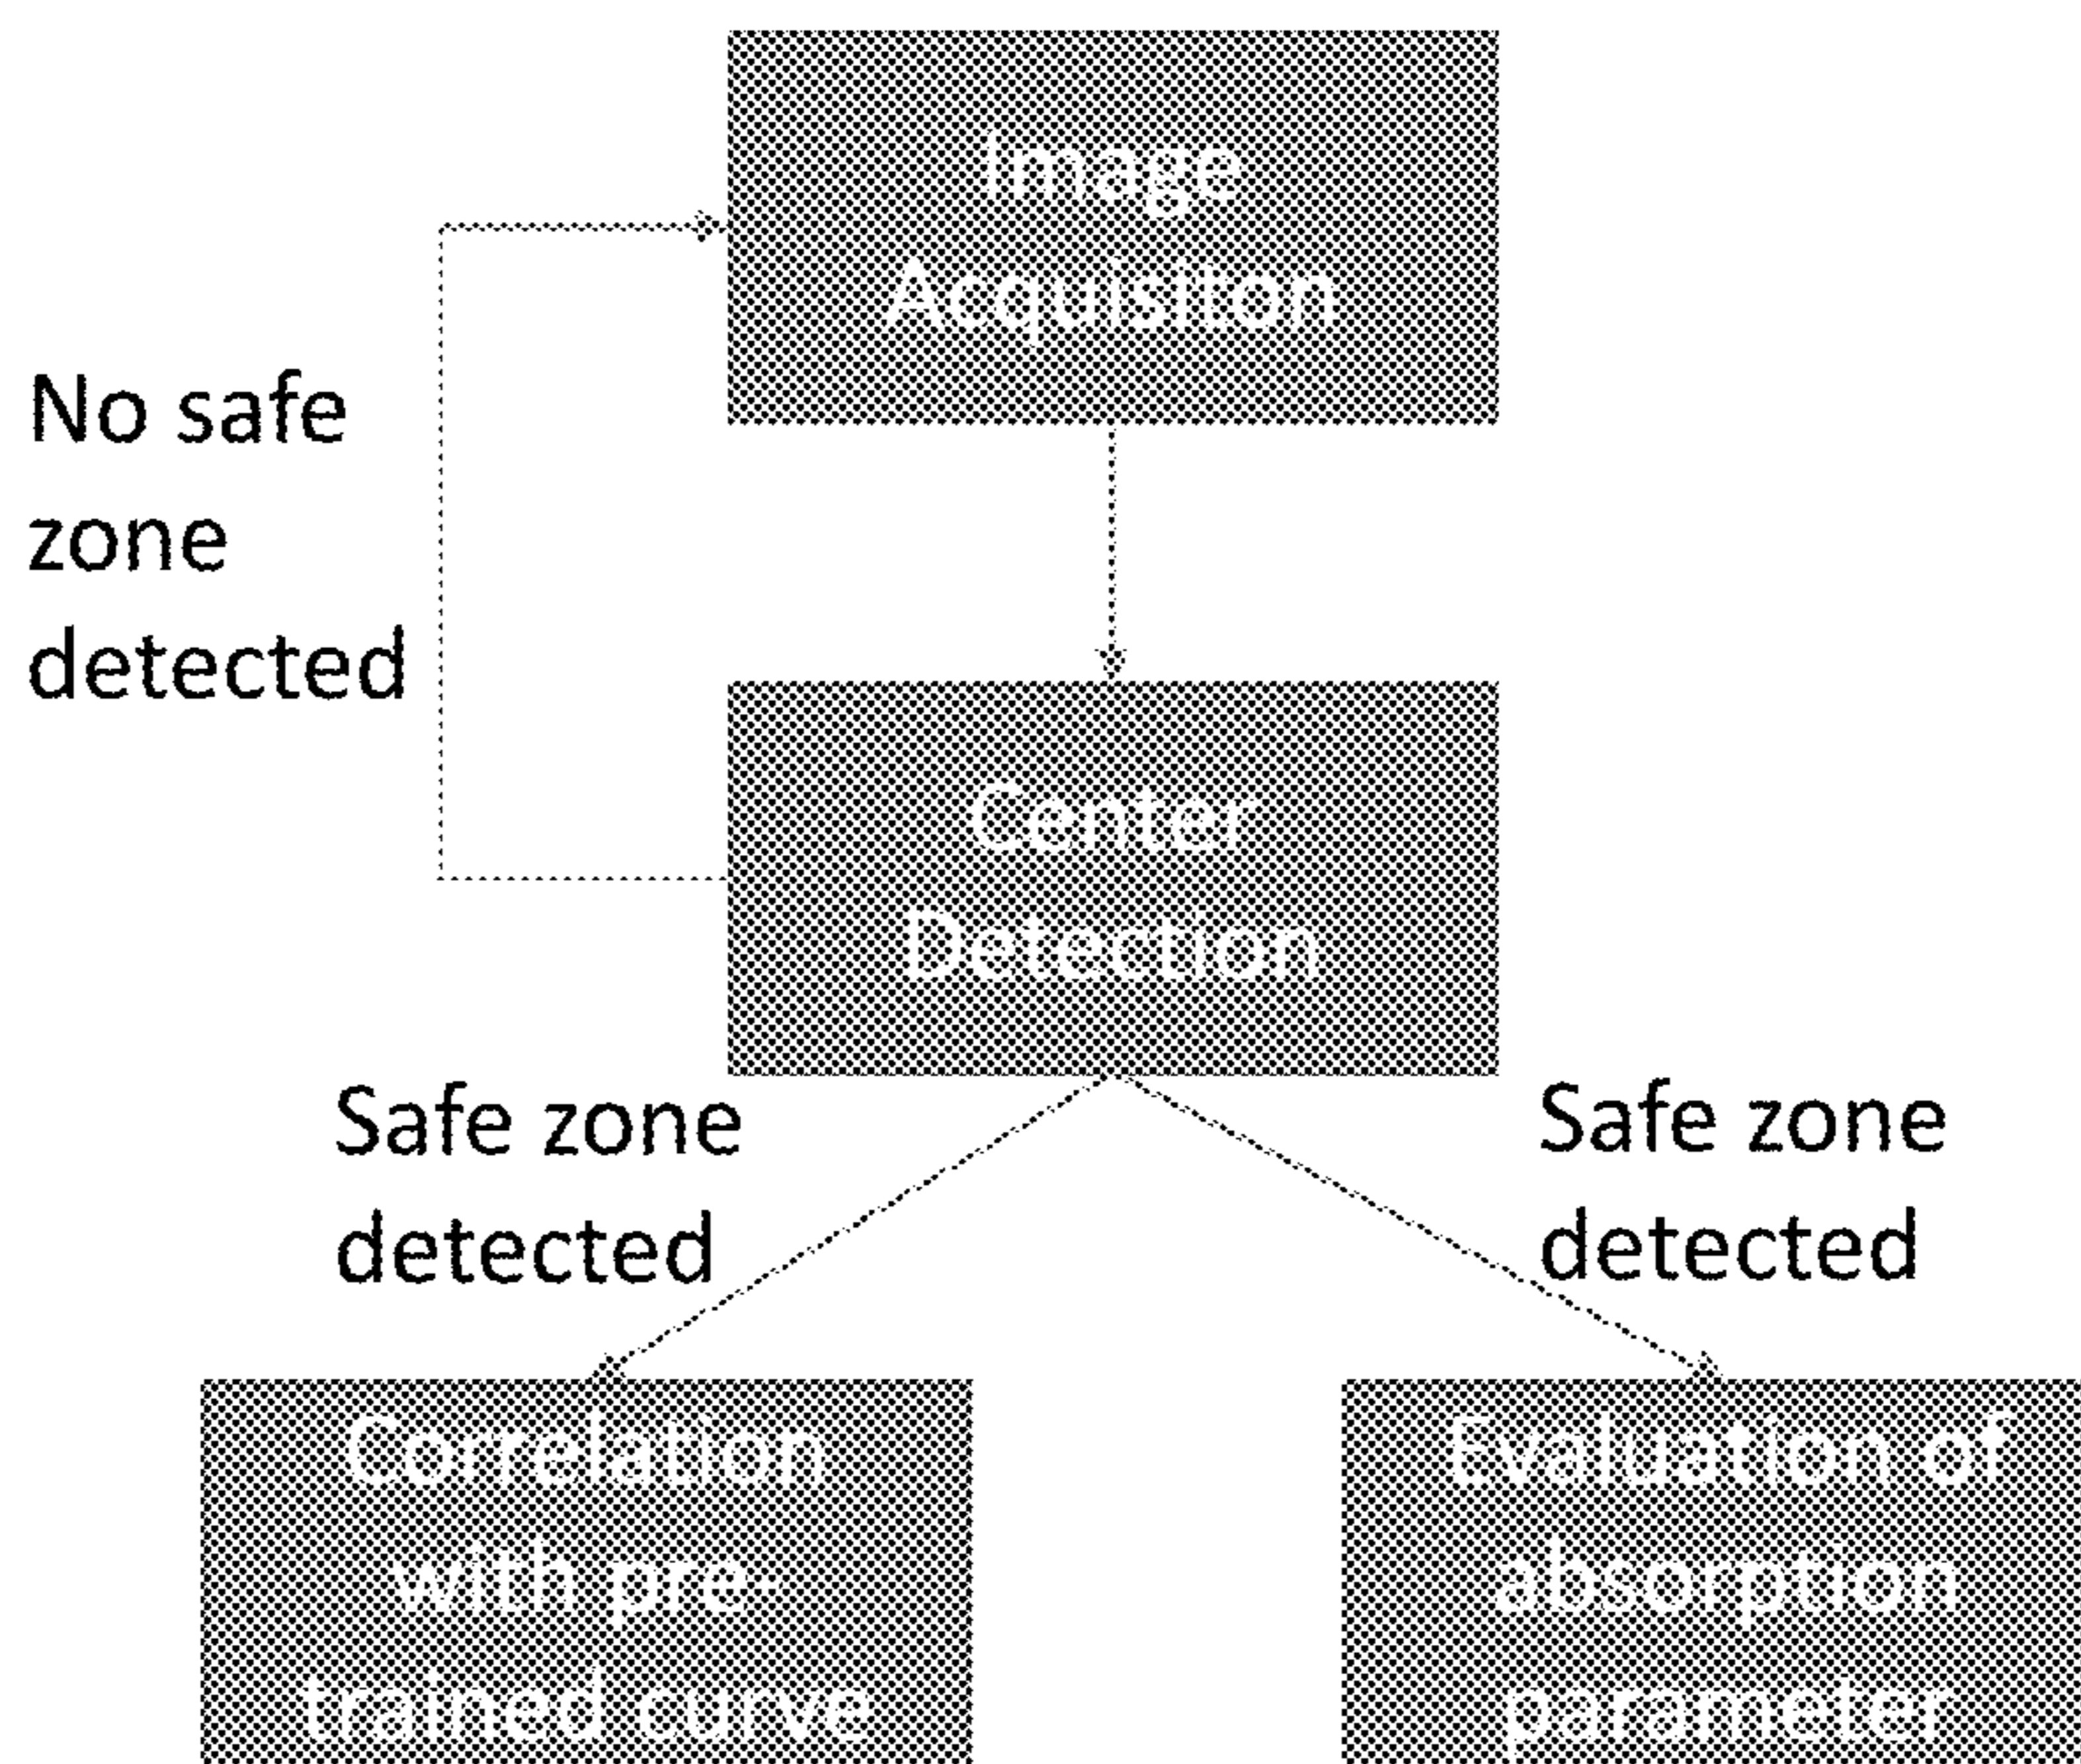 Image
Acquisiton
No safe
zone
detected
Center
Detection
Safe zone
detected
Safe zone
detected
Correlation
with pre-
trained curve
Evaluation of
absorption
parameter